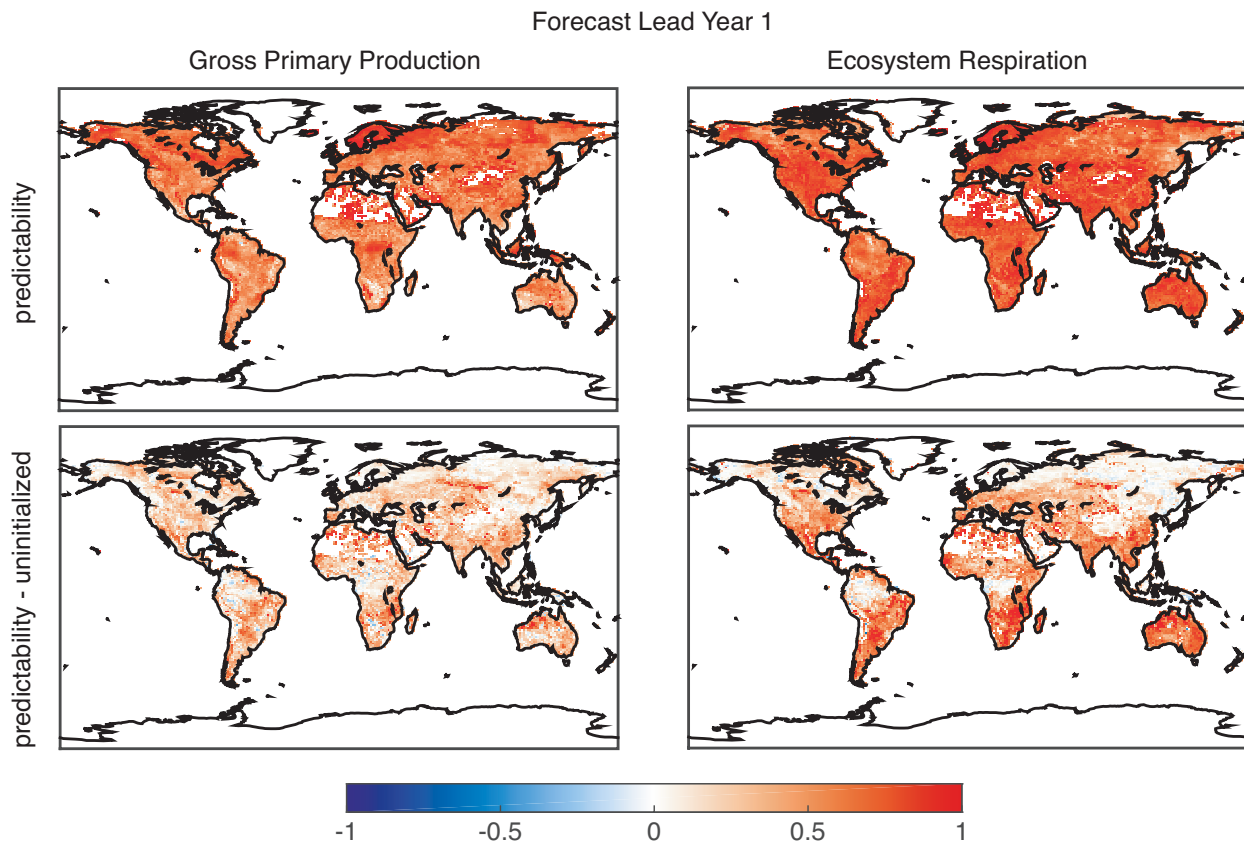 Forecast Lead Year 1
Gross Primary Production
Ecosystem Respiration
predictability
predictability - uninitialized
-1
-0.5
0
0.5
1